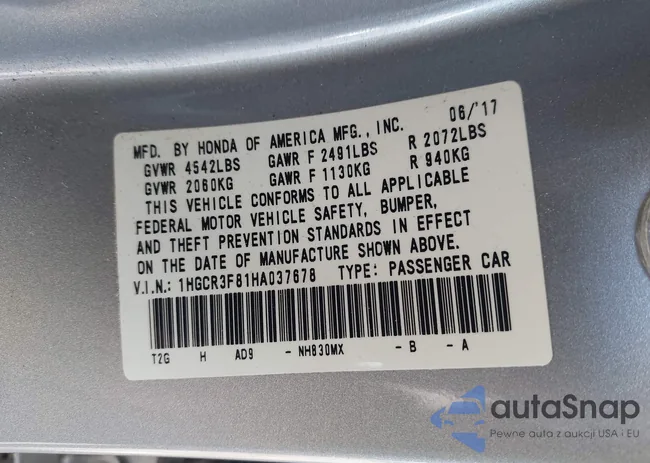 06/'17
MFD. BY HONDA OF AMERICA MFG., INC.
GVWR 4542LBS GAWR F 2491LBS R 2072LBS
GVWR 2060KG GAWR F 1130KG R 940KG
THIS VEHICLE CONFORMS TO ALL APPLICABLE
FEDERAL MOTOR VEHICLE SAFETY, BUMPER,
AND THEFT PREVENTION STANDARDS IN EFFECT
ON THE DATE OF MANUFACTURE SHOWN ABOVE.
V.I.N.: 1HGCR3F81HA037678 TYPE: PASSENGER CAR
T2G H AD9 - NH830MX - B - A
autaSnap
Pewne auta z aukcji USA i EU